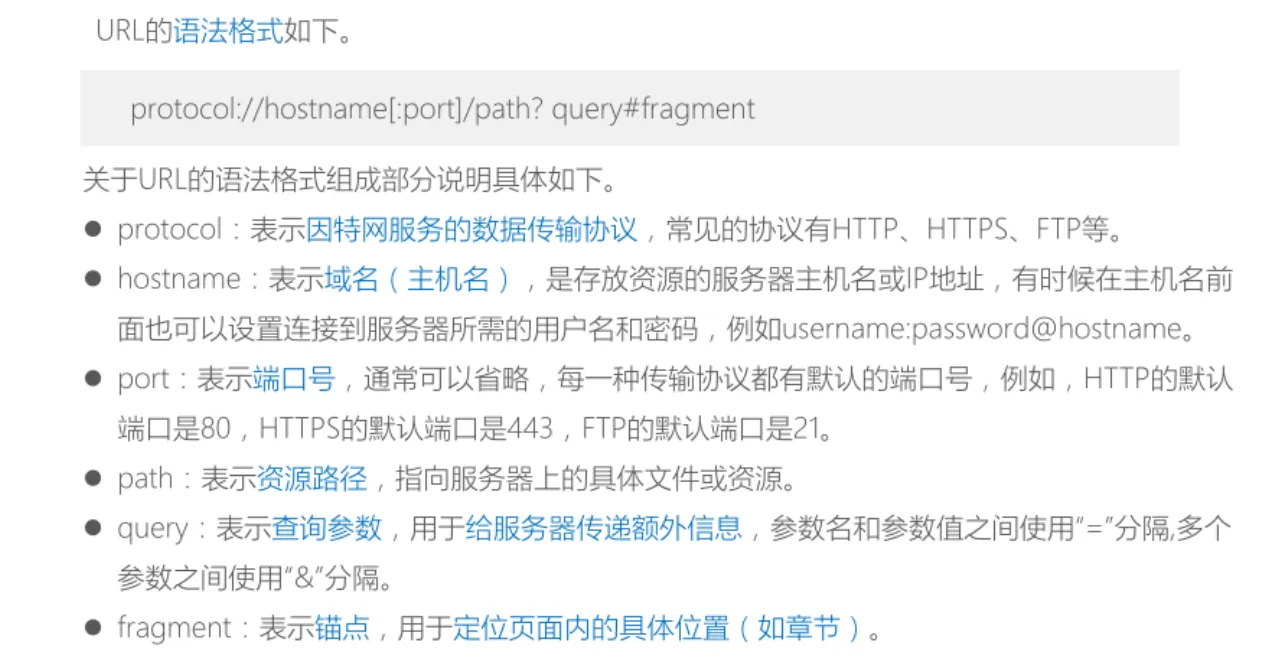 URL的语法格式如下。
protocol://hostname[:port]/path? query#fragment
关于URL的语法格式组成部分说明具体如下。
● protocol：表示因特网服务的数据传输协议，常见的协议有HTTP、HTTPS、FTP等。
● hostname：表示域名（主机名），是存放资源的服务器主机名或IP地址，有时候在主机名前
面也可以设置连接到服务器所需的用户名和密码，例如username:password@hostname。
● port：表示端口号，通常可以省略，每一种传输协议都有默认的端口号，例如，HTTP的默认
端口是80，HTTPS的默认端口是443，FTP的默认端口是21。
● path：表示资源路径，指向服务器上的具体文件或资源。
● query：表示查询参数，用于给服务器传递额外信息，参数名和参数值之间使用“=”分隔,多个
参数之间使用“&”分隔。
● fragment：表示锚点，用于定位页面内的具体位置（如章节）。